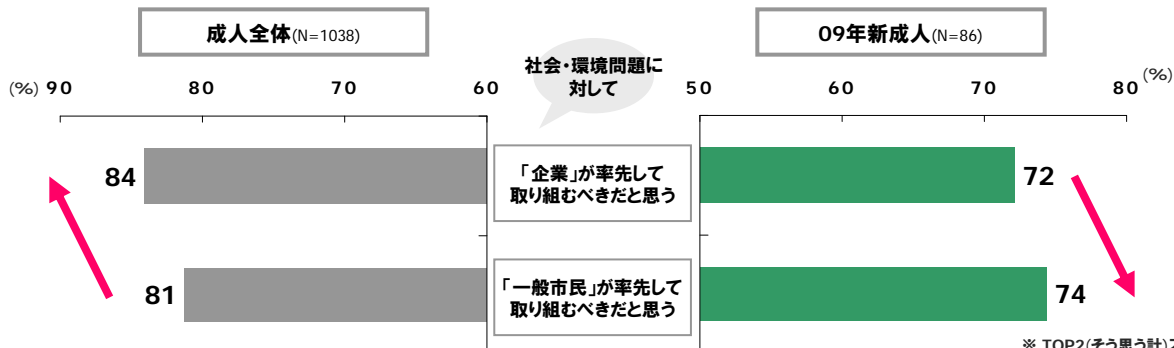 成人全体(N=1038)
09年新成人(N=86)
社会・環境問題に
対して
(%) 90 80 70 60
50 60 70 80 (%)
84
「企業」が率先して
取り組むべきだと思う
72
81
「一般市民」が率先して
取り組むべきだと思う
74
※ TOP2(そう思う計)